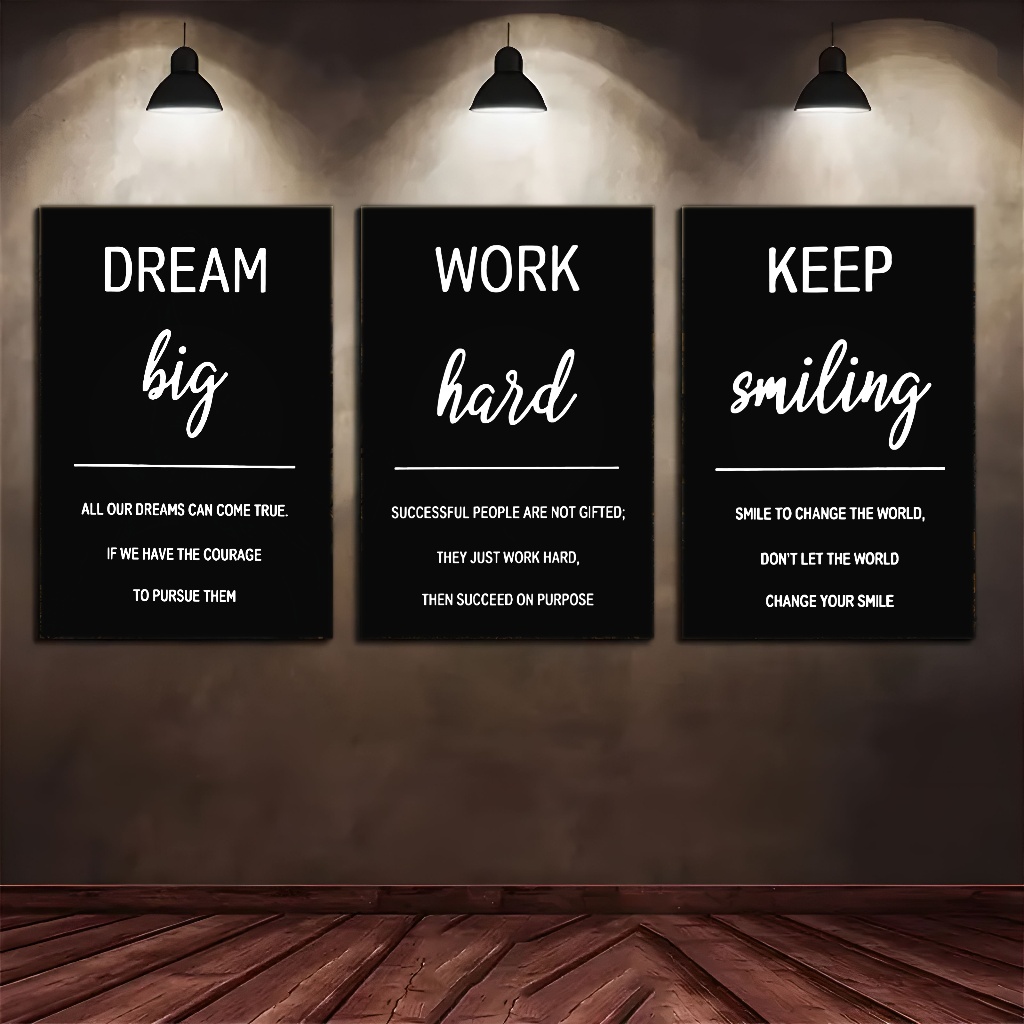 DREAM
big
ALL OUR DREAMS CAN COME TRUE.
IF WE HAVE THE COURAGE
TO PURSUE THEM
WORK
hard
SUCCESSFUL PEOPLE ARE NOT GIFTED;
THEY JUST WORK HARD,
THEN SUCCEED ON PURPOSE
KEEP
smiling
SMILE TO CHANGE THE WORLD,
DON'T LET THE WORLD
CHANGE YOUR SMILE